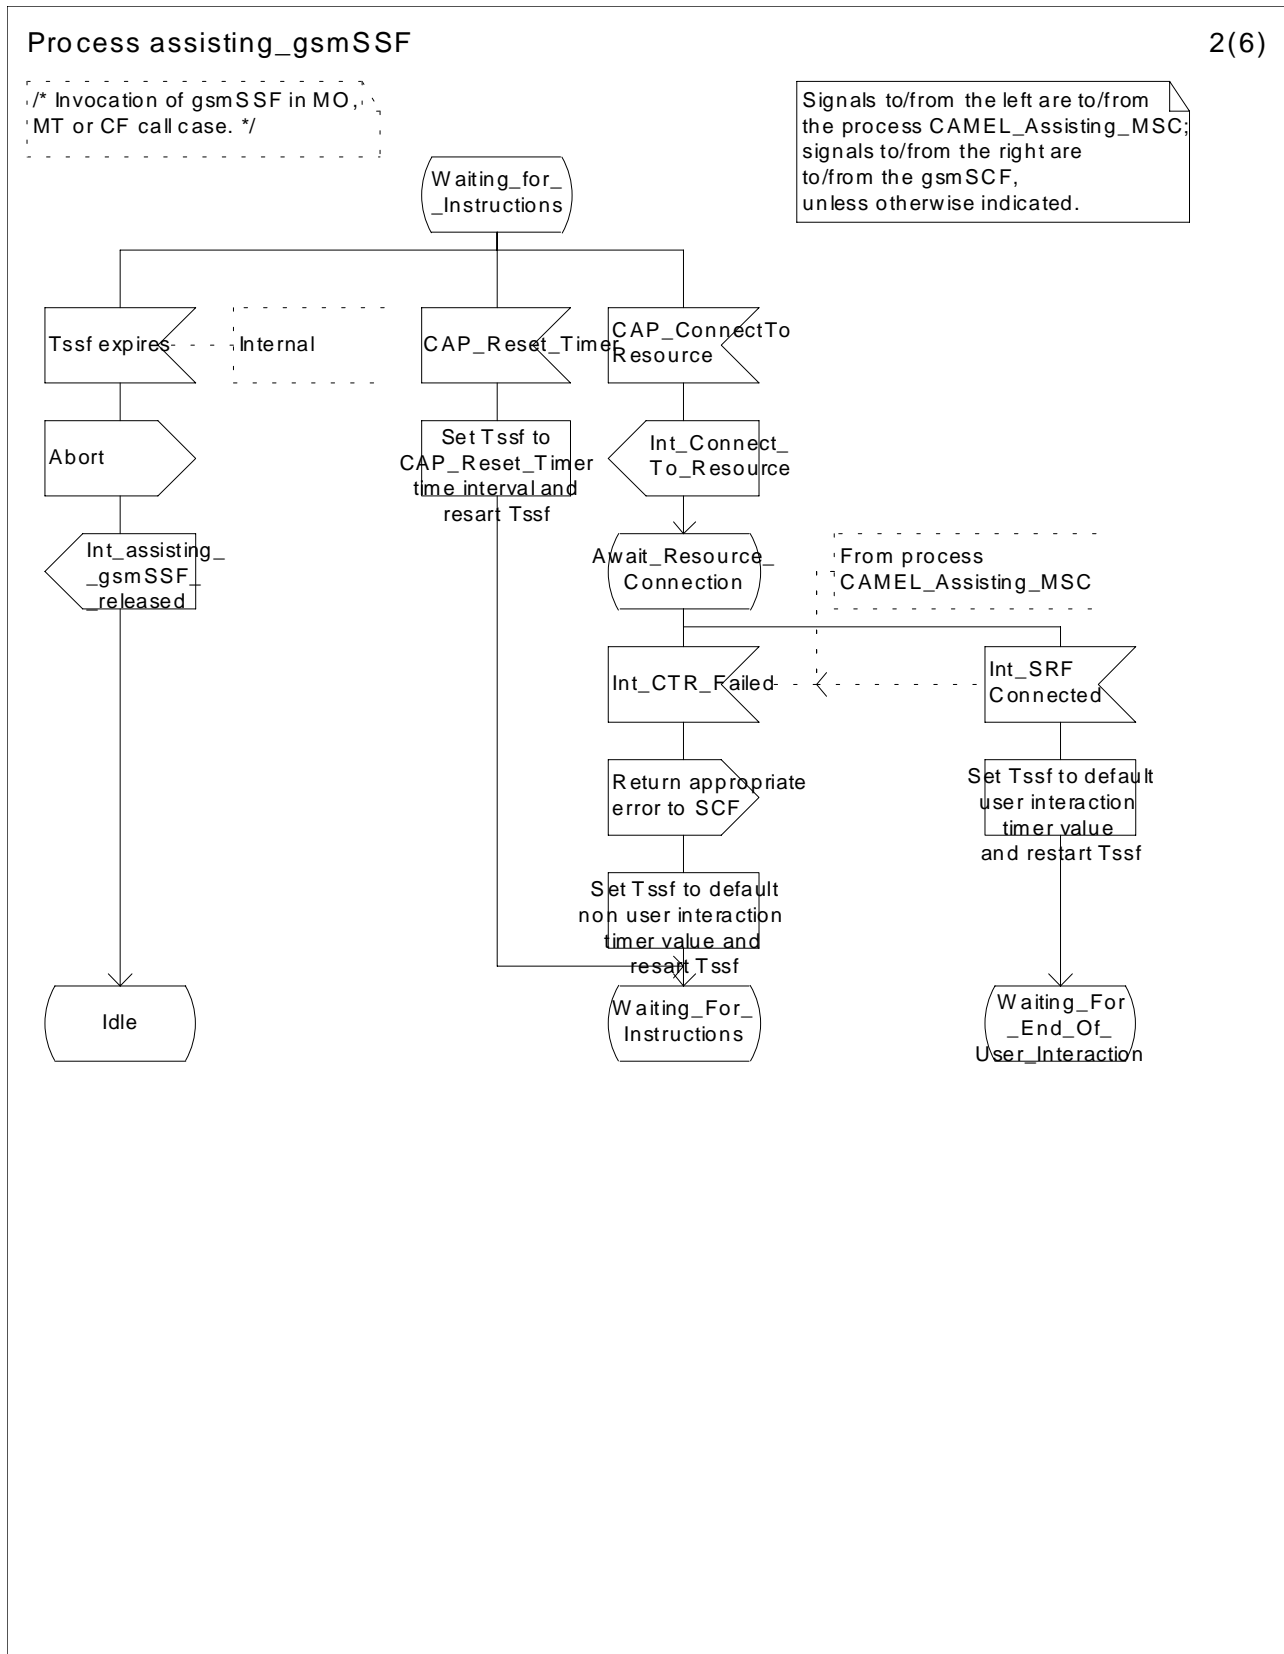 Process assisting_gsmSSF
2(6)
/* Invocation of gsmSSF in MO,
MT or CF call case. */
Signals to/from the left are to/from
the process CAMEL_Assisting_MSC;
signals to/from the right are
to/from the gsmSCF,
unless otherwise indicated.
Waiting_for_
_Instructions
Tssf expires
Internal
CAP_Reset_Timer
CAP_ConnectTo
Resource
Abort
Set Tssf to
CAP_Reset_Timer
time interval and
resart Tssf
Int_Connect_
To_Resource
Int_assisting_
_gsmSSF_
_released
Await_Resource_
Connection
From process
CAMEL_Assisting_MSC
Int_CTR_Failed
Int_SRF
Connected
Return appropriate
error to SCF
Set Tssf to default
user interaction
timer value
and restart Tssf
Set Tssf to default
non user interaction
timer value and
resart Tssf
Idle
Waiting_For_
Instructions
Waiting_For
_End_Of_
User_Interaction